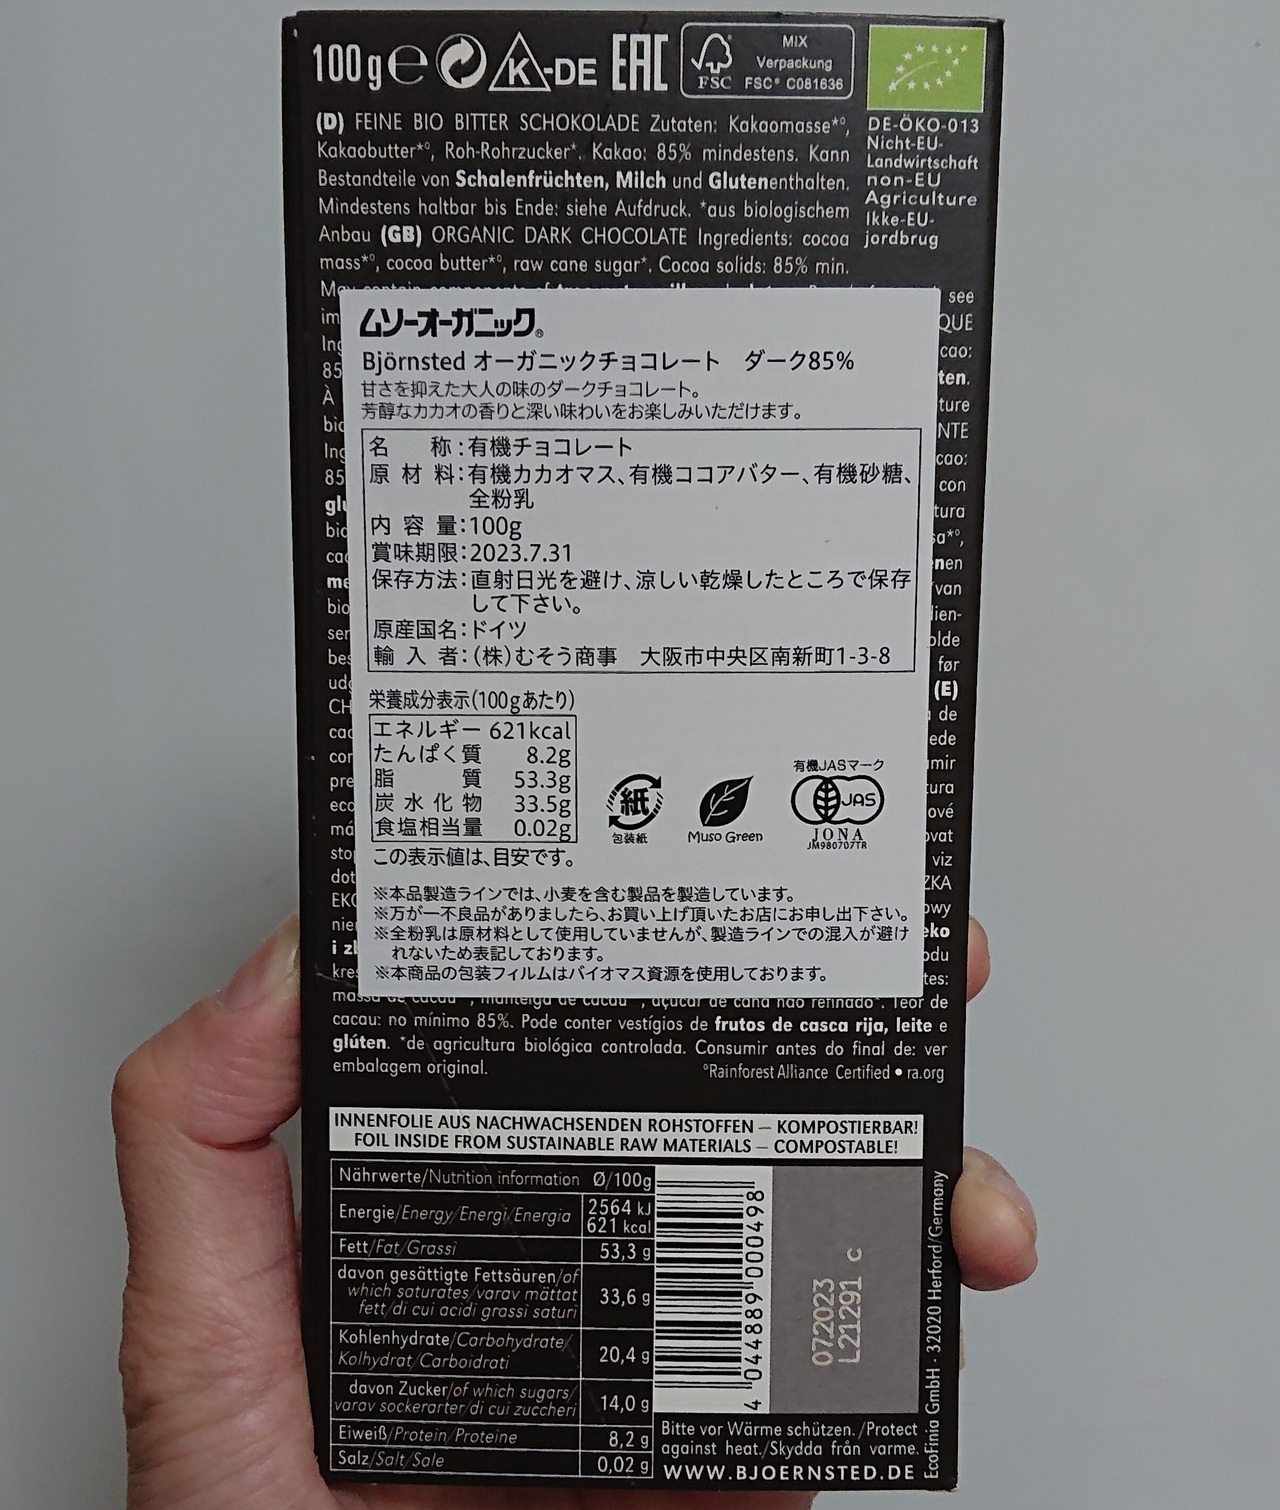 100g e K-DE EAC FSC MIX
Verpackung
FSC® C081636
(D) FEINE BIO BITTER SCHOKOLADE Zutaten: Kakaomasse*°,
Kakaobutter*°, Roh-Rohrzucker*. Kakao: 85% mindestens. Kann
Bestandteile von Schalenfrüchten, Milch und Glutenenthalten.
Mindestens haltbar bis Ende: siehe Aufdruck. *aus biologischem
Anbau (GB) ORGANIC DARK CHOCOLATE Ingredients: cocoa
mass*°, cocoa butter*°, raw cane sugar*. Cocoa solids: 85% min.
DE-ÖKO-013
Nicht-EU-
Landwirtschaft
non-EU
Agriculture
Ikke-EU-
jordbrug
see
ムソーオーガニック®
Björnsted オーガニックチョコレート ダーク85%
甘さを抑えた大人の味のダークチョコレート。
芳醇なカカオの香りと深い味わいをお楽しみいただけます。
名 称:有機チョコレート
原材料:有機カカオマス、有機ココアバター、有機砂糖、
全粉乳
内容量:100g
賞味期限:2023.7.31
保存方法:直射日光を避け、涼しい乾燥したところで保存
して下さい。
原産国名:ドイツ
輸入者:(株)むそう商事 大阪市中央区南新町1-3-8
栄養成分表示(100gあたり)
エネルギー 621kcal
たんぱく質 8.2g
脂質 53.3g
炭水化物 33.5g
食塩相当量 0.02g
この表示値は、目安です。
紙
包装紙
Muso Green
有機JASマーク
JAS
JONA
JM980707TR
※本品製造ラインでは、小麦を含む製品を製造しています。
※万が一不良品がありましたら、お買い上げ頂いたお店にお申し出下さい。
※全粉乳は原材料として使用していませんが、製造ラインでの混入が避け
れないため表記しております。
※本商品の包装フィルムはバイオマス資源を使用しております。
massa de cacau*°, manteiga de cacau*°, açúcar de cana não refinado*. Teor de
cacau: no mínimo 85%. Pode conter vestígios de frutos de casca rija, leite e
glúten. *de agricultura biológica controlada. Consumir antes do final de: ver
embalagem original.
°Rainforest Alliance Certified • ra.org
INNENFOLIE AUS NACHWACHSENDEN ROHSTOFFEN – KOMPOSTIERBAR!
FOIL INSIDE FROM SUSTAINABLE RAW MATERIALS – COMPOSTABLE!
Nährwerte/Nutrition information Ø/100g
Energie/Energy/Energi/Energia 2564 kJ
621 kcal
Fett/Fat/Grassi 53,3 g
davon gesättigte Fettsäuren/of
which saturates/varav mättat
fett/di cui acidi grassi saturi 33,6 g
Kohlenhydrate/Carbohydrate/
Kolhydrat/Carboidrati 20,4 g
davon Zucker/of which sugars/
varav sockerarter/di cui zuccheri 14,0 g
Eiweiß/Protein/Proteine 8,2 g
Salz/Salt/Sale 0,02 g
4 044889 000498
07.2023
L21291 C
Bitte vor Wärme schützen./Protect
against heat./Skydda från varme.
WWW.BJOERNSTED.DE
EcoFinia GmbH · 32020 Herford/Germany